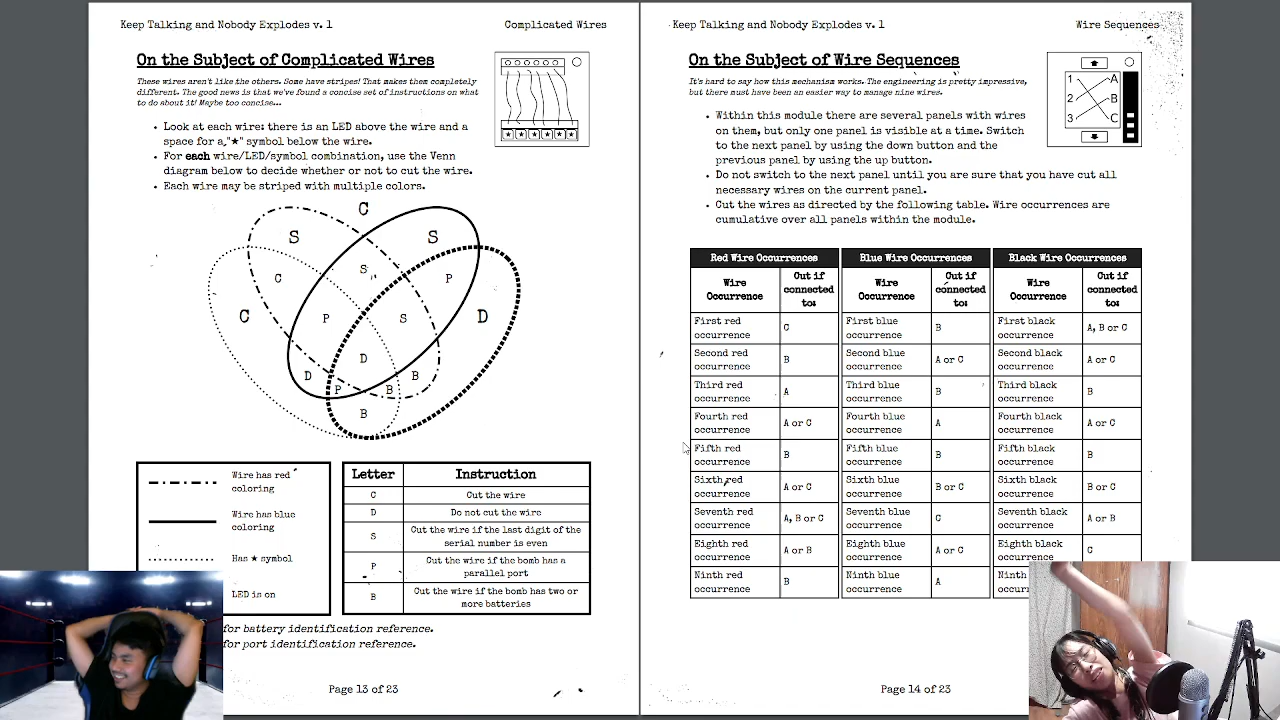 Keep Talking and Nobody Explodes v. 1
Complicated Wires
On the Subject of Complicated Wires
These wires aren't like the others. Some have stripes! That makes them completely
different. The good news is that we've found a concise set of instructions on what
to do about it! Maybe too concise...
• Look at each wire: there is an LED above the wire and a
space for a "★" symbol below the wire.
• For each wire/LED/symbol combination, use the Venn
diagram below to decide whether or not to cut the wire.
• Each wire may be striped with multiple colors.
C
S
S
S
C
P
C
P
S
D
D
D
B
P
B
B
Wire has red
coloring
Wire has blue
coloring
Has ★ symbol
LED is on
Letter
Instruction
C
Cut the wire
D
Do not cut the wire
S
Cut the wire if the last digit of the
serial number is even
P
Cut the wire if the bomb has a
parallel port
B
Cut the wire if the bomb has two or
more batteries
for battery identification reference.
for port identification reference.
Page 13 of 23
Keep Talking and Nobody Explodes v. 1
Wire Sequences
On the Subject of Wire Sequences
It's hard to say how this mechanism works. The engineering is pretty impressive,
but there must have been an easier way to manage nine wires.
1
A
2
B
3
C
• Within this module there are several panels with wires
on them, but only one panel is visible at a time. Switch
to the next panel by using the down button and the
previous panel by using the up button.
• Do not switch to the next panel until you are sure that you have cut all
necessary wires on the current panel.
• Cut the wires as directed by the following table. Wire occurrences are
cumulative over all panels within the module.
Red Wire Occurrences
Wire
Occurrence
Cut if
connected
to:
First red
occurrence
C
Second red
occurrence
B
Third red
occurrence
A
Fourth red
occurrence
A or C
Fifth red
occurrence
B
Sixth red
occurrence
A or C
Seventh red
occurrence
A, B or C
Eighth red
occurrence
A or B
Ninth red
occurrence
B
Blue Wire Occurrences
Wire
Occurrence
Cut if
connected
to:
First blue
occurrence
B
Second blue
occurrence
A or C
Third blue
occurrence
B
Fourth blue
occurrence
A
Fifth blue
occurrence
B
Sixth blue
occurrence
B or C
Seventh blue
occurrence
C
Eighth blue
occurrence
A or C
Ninth blue
occurrence
A
Black Wire Occurrences
Wire
Occurrence
Cut if
connected
to:
First black
occurrence
A, B or C
Second black
occurrence
A or C
Third black
occurrence
B
Fourth black
occurrence
A or C
Fifth black
occurrence
B
Sixth black
occurrence
B or C
Seventh black
occurrence
A or B
Eighth black
occurrence
C
Ninth
Page 14 of 23